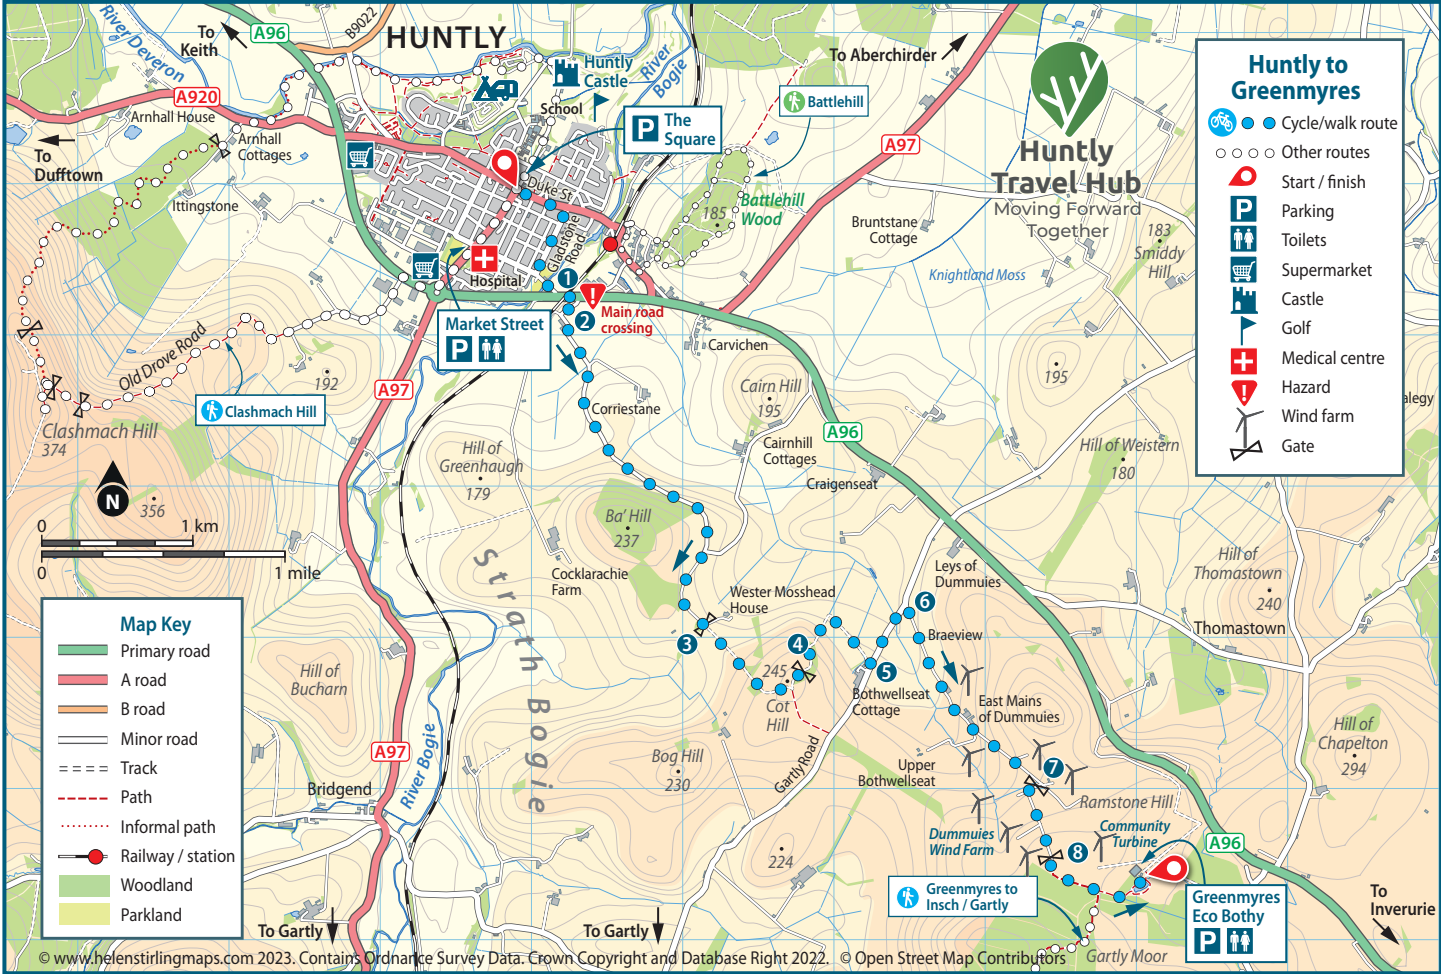 River Deveron
To
Keith
A96
B9022
HUNTLY
Huntly
Castle
River
Bogie
To Aberchirder
A920
Arnhall House
School
P The
Square
Battlehill
A97
Huntly
Travel Hub
Moving Forward
Together
Huntly to
Greenmyres
Cycle/walk route
Other routes
Start / finish
P Parking
Toilets
Supermarket
Castle
Golf
Medical centre
Hazard
Wind farm
Gate
To
Dufftown
Arnhall
Cottages
Ittingstone
Duke St
Gladstone
Road
185
Battlehill
Wood
Bruntstane
Cottage
183
Smiddy
Hill
Knightland Moss
Hospital
1
2
Main road
crossing
Market Street
P
Carvichen
Old Drove Road
192
A97
Clashmach Hill
Clashmach Hill
374
Corriestane
Cairn Hill
195
195
alegy
A96
Cairnhill
Cottages
Hill of
Greenhaugh
179
Hill of Weistern
180
Craigenseat
N
356
0 1 km
0 1 mile
Ba' Hill
237
Strath Bogie
Cocklarachie
Farm
Leys of
Dummuies
Hill of
Thomastown
240
Thomastown
Wester Mosshead
House
3
4
5
6
Braeview
245
Cot
Hill
Bothwellseat
Cottage
East Mains
of Dummuies
Map Key
Primary road
A road
B road
Minor road
Track
Path
Informal path
Railway / station
Woodland
Parkland
Hill of
Bucharn
A97
River Bogie
Bridgend
Bog Hill
230
Gartly Road
Upper
Bothwellseat
7
Hill of
Chapelton
294
Ramstone Hill
Dummuies
Wind Farm
Community
Turbine
8
A96
224
Greenmyres to
Insch / Gartly
Greenmyres
Eco Bothy
P
To
Inverurie
To Gartly
To Gartly
Gartly Moor
© www.helenstirlingmaps.com 2023. Contains Ordnance Survey Data. Crown Copyright and Database Right 2022. © Open Street Map Contributors